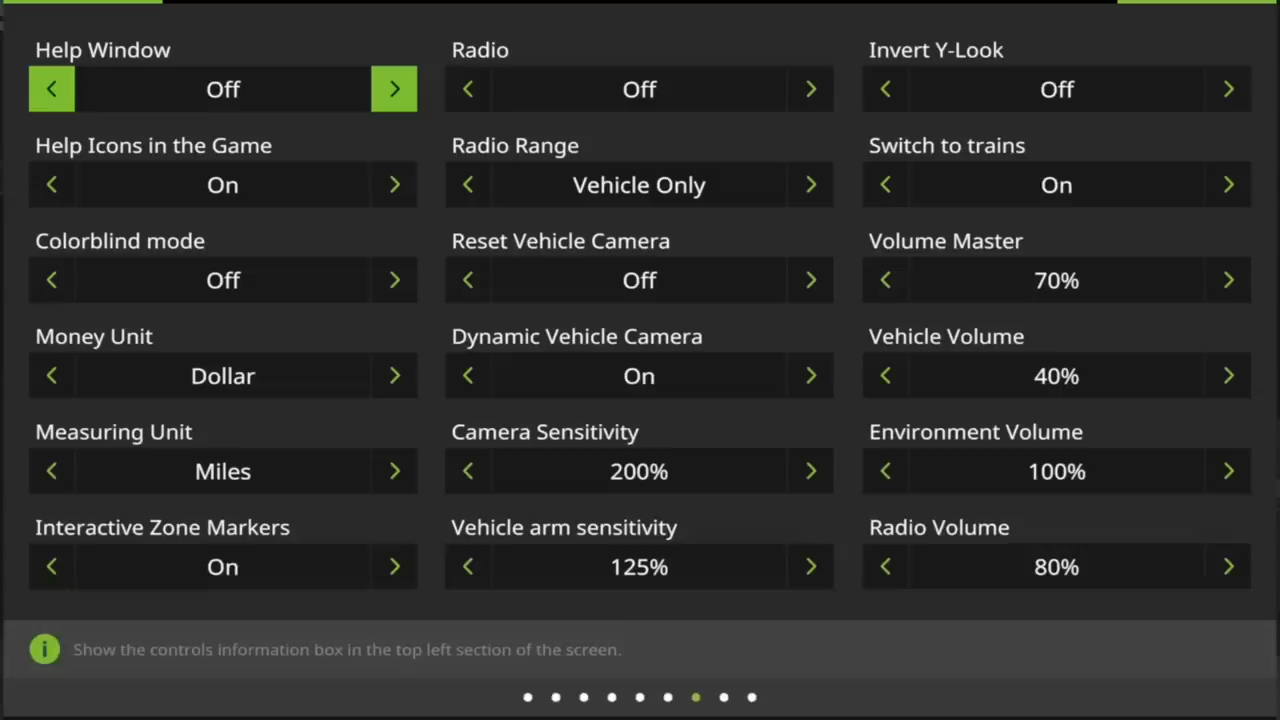 Help Window
Off
Help Icons in the Game
On
Colorblind mode
Off
Money Unit
Dollar
Measuring Unit
Miles
Interactive Zone Markers
On
Radio
Off
Radio Range
Vehicle Only
Reset Vehicle Camera
Off
Dynamic Vehicle Camera
On
Camera Sensitivity
200%
Vehicle arm sensitivity
125%
Invert Y-Look
Off
Switch to trains
On
Volume Master
70%
Vehicle Volume
40%
Environment Volume
100%
Radio Volume
80%
Show the controls information box in the top left section of the screen.